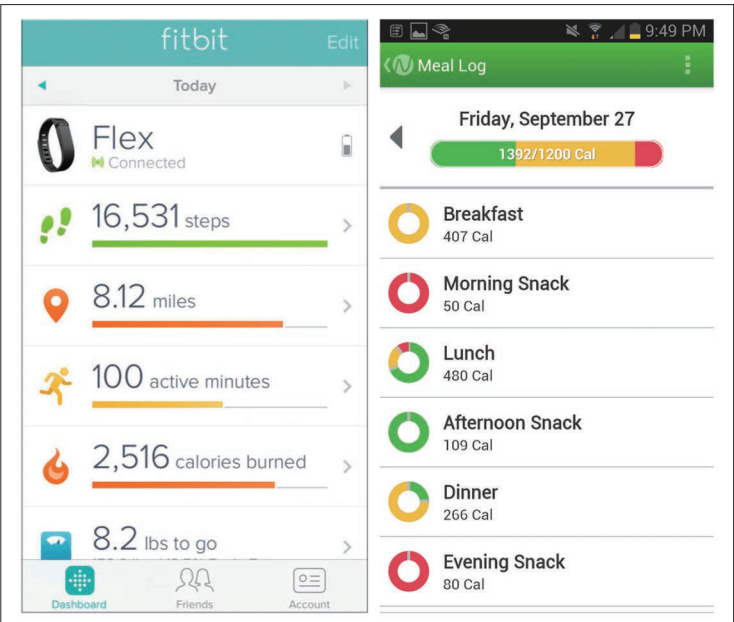 fitbit
Edit
Today
Flex
Connected
16,531 steps
8.12 miles
100 active minutes
2,516 calories burned
8.2 lbs to go
Dashboard
Friends
Account
9:49 PM
Meal Log
Friday, September 27
1392/1200 Cal
Breakfast
407 Cal
Morning Snack
50 Cal
Lunch
480 Cal
Afternoon Snack
109 Cal
Dinner
266 Cal
Evening Snack
80 Cal